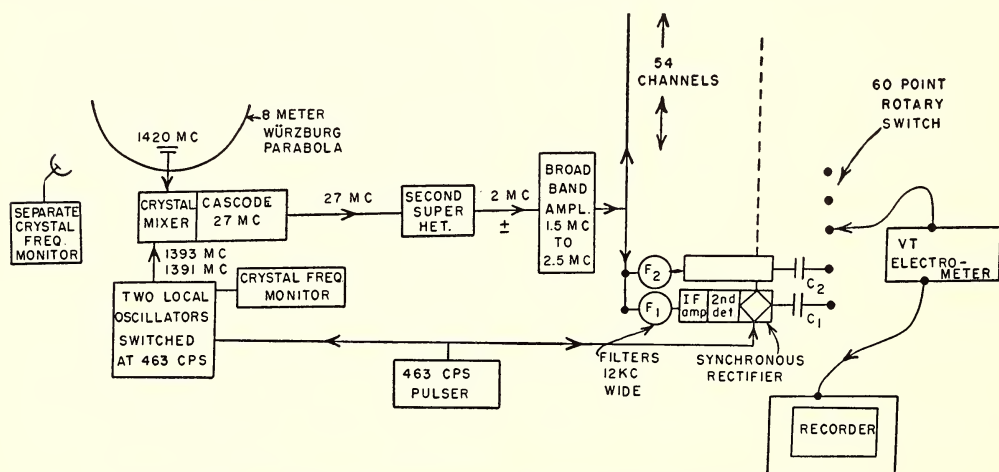 54
CHANNELS
60 POINT
ROTARY
SWITCH
1420 MC
8 METER
WÜRZBURG
PARABOLA
SEPARATE
CRYSTAL
FREQ.
MONITOR
CRYSTAL
MIXER
CASCODE
27 MC
27 MC
SECOND
SUPER
HET.
2 MC
±
BROAD
BAND
AMPL.
1.5 MC
TO
2.5 MC
1393 MC
1391 MC
CRYSTAL FREQ.
MONITOR
TWO LOCAL
OSCILLATORS
SWITCHED
AT 463 CPS
463 CPS
PULSER
F2
C2
F1
IF
amp
2nd
det
C1
FILTERS
12KC
WIDE
SYNCHRONOUS
RECTIFIER
VT
ELECTRO-
METER
RECORDER